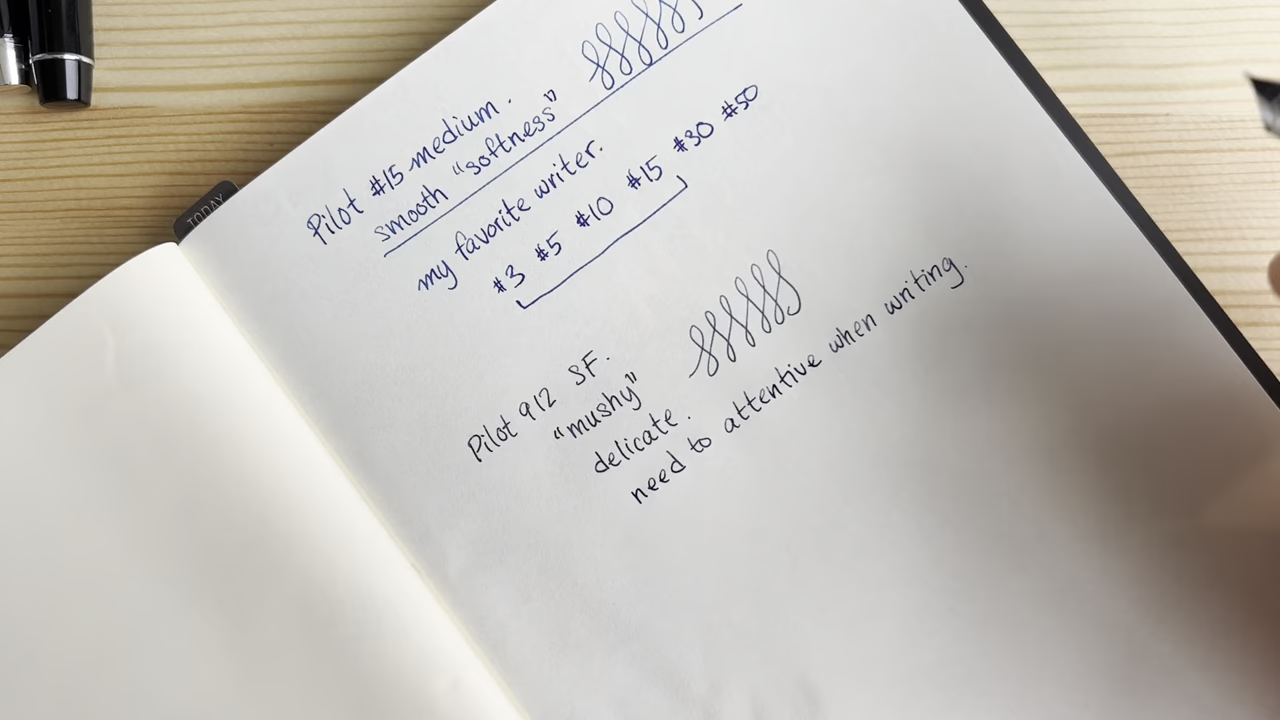 TODAY
Pilot #15 medium.
smooth "softness"
my favorite writer.
#3 #5 #10 #15 #30 #50
Pilot 912 SF.
"mushy"
delicate.
need to attentive when writing.